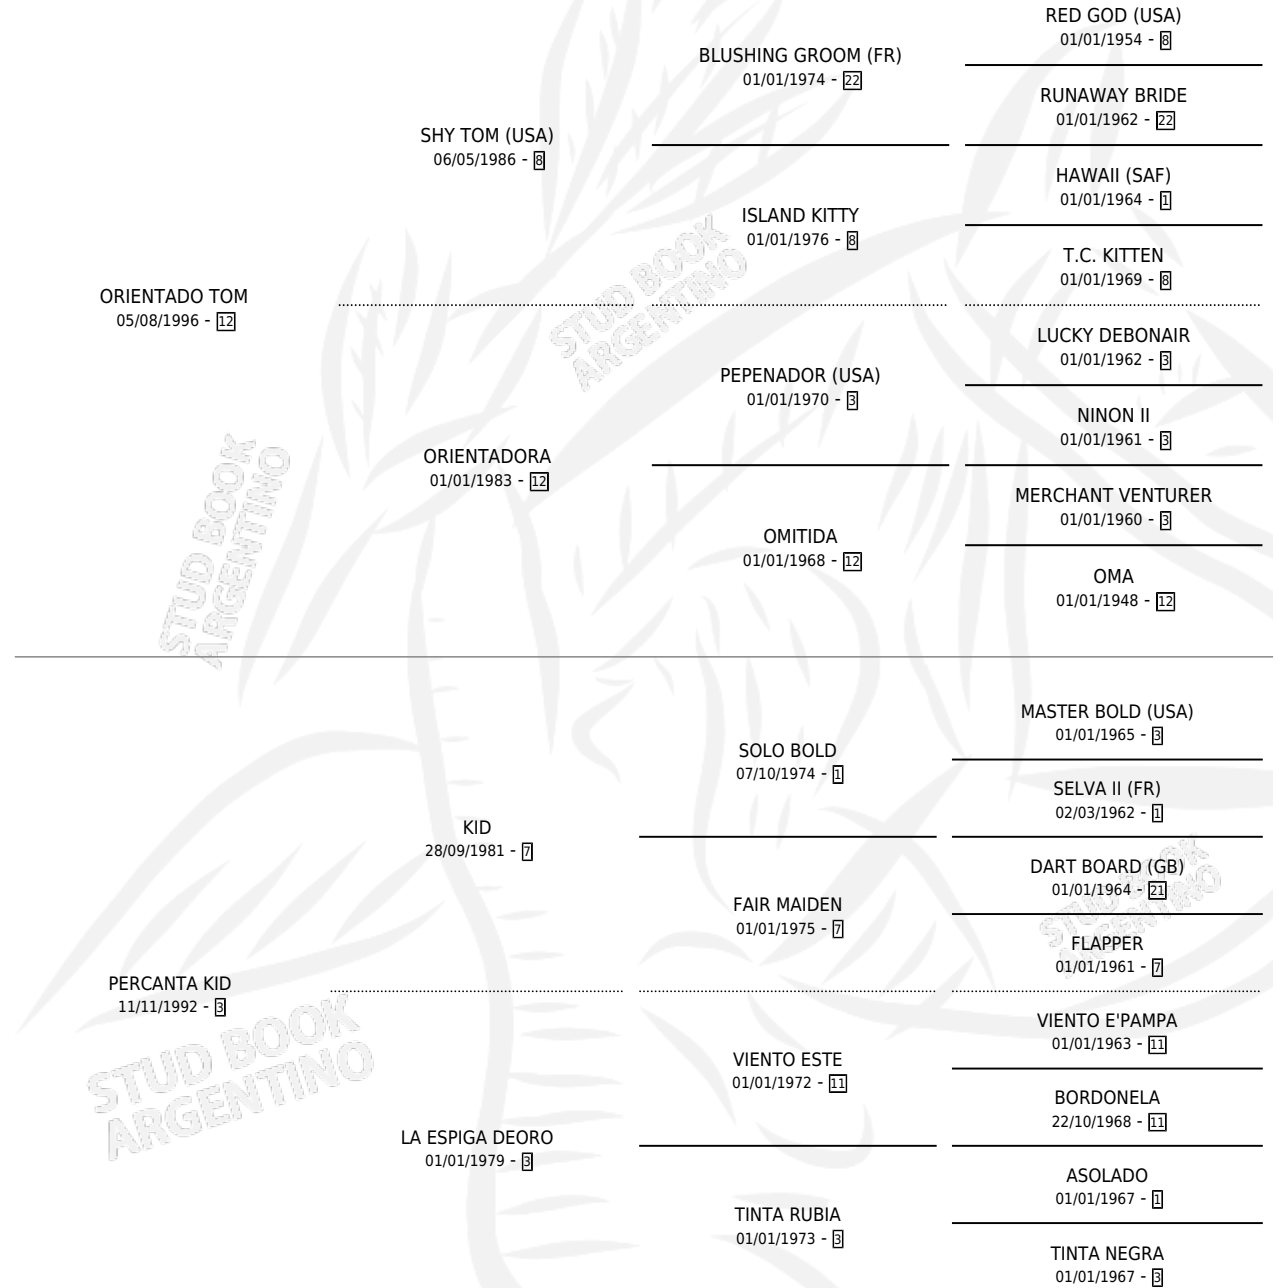 RED GOD (USA)
01/01/1954 - 8
BLUSHING GROOM (FR)
01/01/1974 - 22
RUNAWAY BRIDE
01/01/1962 - 22
SHY TOM (USA)
06/05/1986 - 8
HAWAII (SAF)
01/01/1964 - 1
ISLAND KITTY
01/01/1976 - 8
T.C. KITTEN
01/01/1969 - 8
ORIENTADO TOM
05/08/1996 - 12
LUCKY DEBONAIR
01/01/1962 - 3
PEPENADOR (USA)
01/01/1970 - 3
NINON II
01/01/1961 - 3
ORIENTADORA
01/01/1983 - 12
MERCHANT VENTURER
01/01/1960 - 3
OMITIDA
01/01/1968 - 12
OMA
01/01/1948 - 12
STUD BOOK
ARGENTINO
STUD BOOK
ARGENTINO
MASTER BOLD (USA)
01/01/1965 - 3
SOLO BOLD
07/10/1974 - 1
SELVA II (FR)
02/03/1962 - 1
KID
28/09/1981 - 7
DART BOARD (GB)
01/01/1964 - 21
FAIR MAIDEN
01/01/1975 - 7
FLAPPER
01/01/1961 - 7
PERCANTA KID
11/11/1992 - 3
VIENTO E'PAMPA
01/01/1963 - 11
VIENTO ESTE
01/01/1972 - 11
BORDONELA
22/10/1968 - 11
LA ESPIGA DEORO
01/01/1979 - 3
ASOLADO
01/01/1967 - 1
TINTA RUBIA
01/01/1973 - 3
TINTA NEGRA
01/01/1967 - 3
STUD BOOK
ARGENTINO
STUD BOOK
ARGENTINO